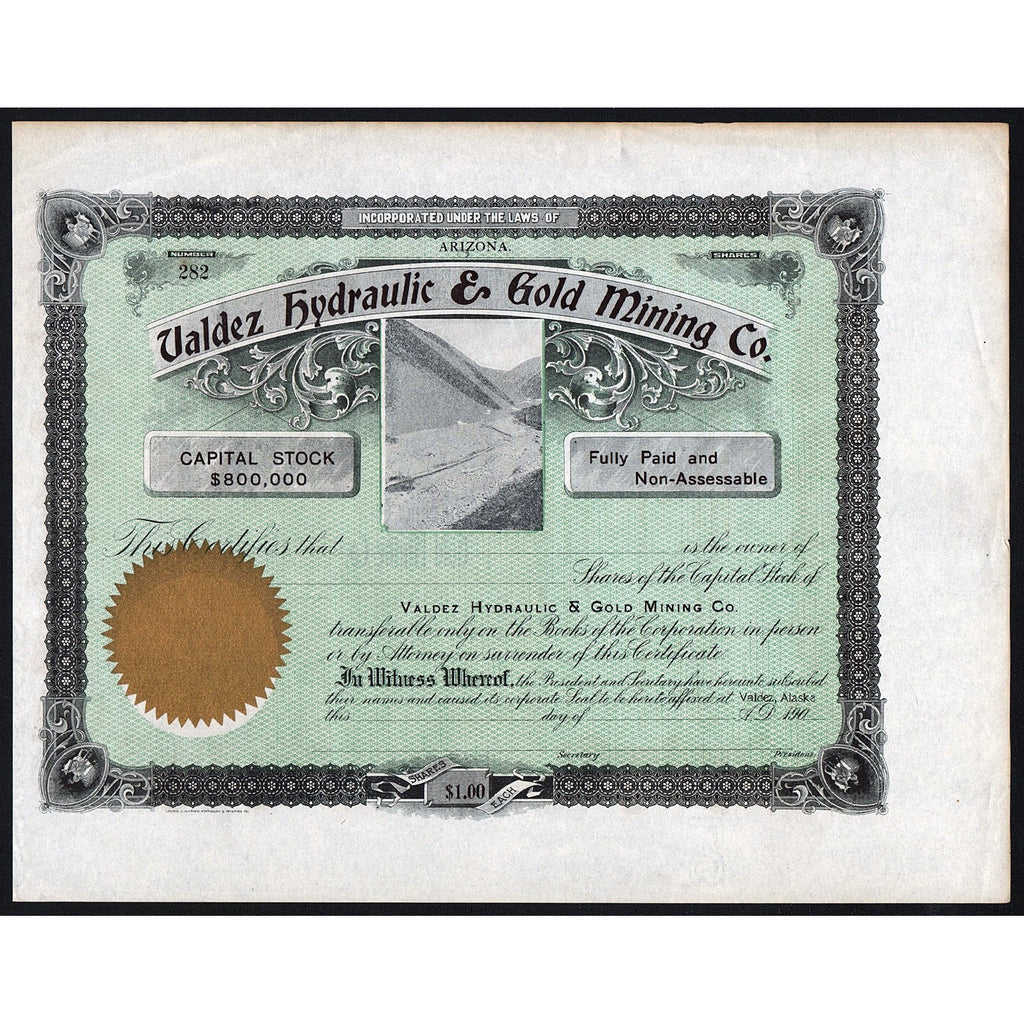 INCORPORATED UNDER THE LAWS OF
ARIZONA.
NUMBER
282
SHARES
Valdez Hydraulic & Gold Mining Co.
CAPITAL STOCK
$800,000
Fully Paid and
Non-Assessable
This Certifies that is the owner of
Shares of the Capital Stock of
VALDEZ HYDRAULIC & GOLD MINING CO.
transferable only on the Books of the Corporation in person
or by Attorney on surrender of this Certificate
In Witness Whereof, the President and Secretary have hereunto subscribed
their names and caused its corporate Seal to be hereto affixed at Valdez, Alaska
this day of A.D. 190
Secretary President
SHARES
$1.00
EACH